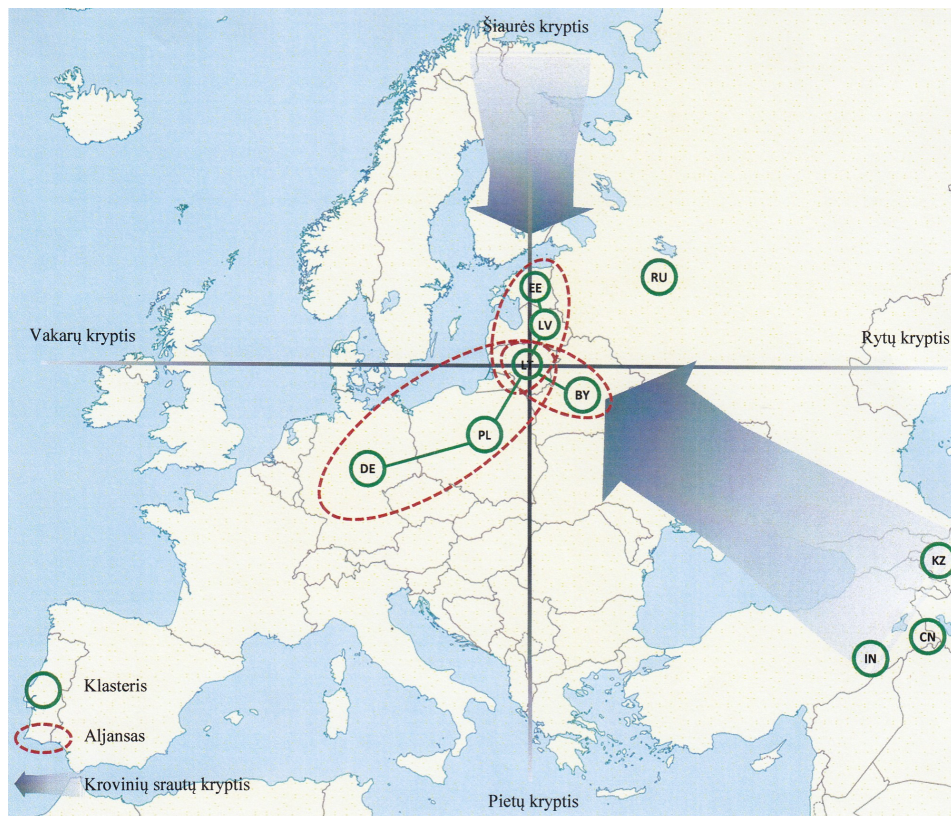 Šiaurės kryptis
RU
EE
LV
Vakarų kryptis
Rytų kryptis
LT
BY
PL
DE
KZ
CN
IN
Klasteris
Aljansas
Krovinių srautų kryptis
Pietų kryptis